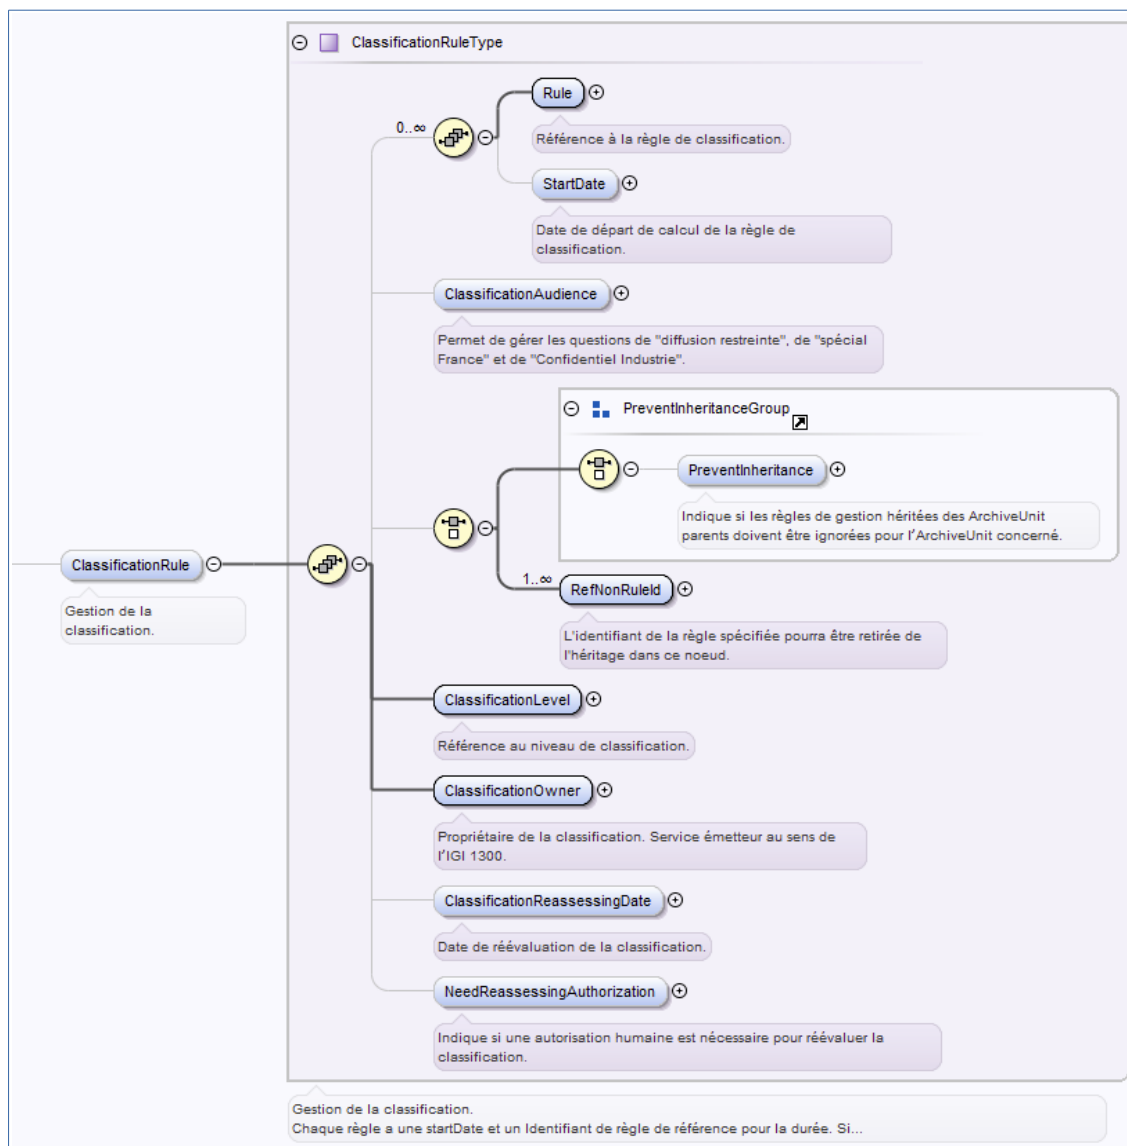 ClassificationRuleType
Rule
0..∞
Référence à la règle de classification.
StartDate
Date de départ de calcul de la règle de
classification.
ClassificationAudience
Permet de gérer les questions de "diffusion restreinte", de "spécial
France" et de "Confidentiel Industrie".
PreventInheritanceGroup
PreventInheritance
Indique si les règles de gestion héritées des ArchiveUnit
parents doivent être ignorées pour l'ArchiveUnit concerné.
ClassificationRule
Gestion de la
classification.
1..∞
RefNonRuleId
L'identifiant de la règle spécifiée pourra être retirée de
l'héritage dans ce noeud.
ClassificationLevel
Référence au niveau de classification.
ClassificationOwner
Propriétaire de la classification. Service émetteur au sens de
l'IGI 1300.
ClassificationReassessingDate
Date de réévaluation de la classification.
NeedReassessingAuthorization
Indique si une autorisation humaine est nécessaire pour réévaluer la
classification.
Gestion de la classification.
Chaque règle a une startDate et un Identifiant de règle de référence pour la durée. Si...